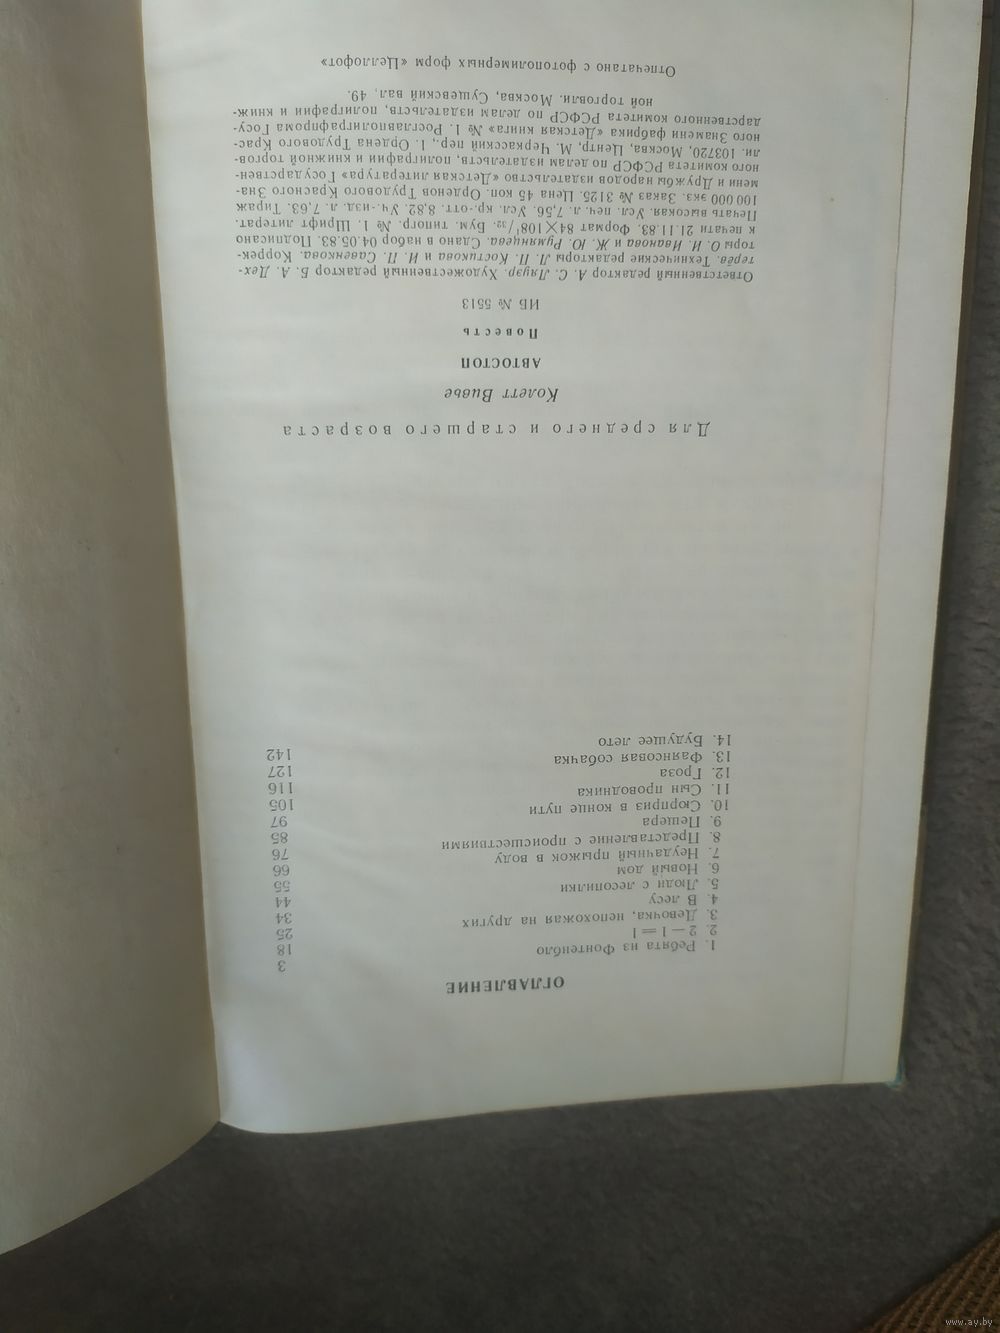 ОГЛАВЛЕНИЕ
1. Ребята из Фонтенбло 3
2. 2 — 1 = 1 18
3. Девочка, непохожая на других 25
4. В лесу 34
5. Люди с лесопилки 44
6. Новый дом 55
7. Неудачный прыжок в воду 66
8. Представление с происшествиями 76
9. Пещера 85
10. Сюрприз в конце пути 97
11. Сын проводника 105
12. Гроза 116
13. Фаянсовая собачка 127
14. Будущее лето 142
Для среднего и старшего возраста
Колетт Вивье
АВТОСТОП
Повесть
ИБ № 5513
Ответственный редактор А. С. Ляуэр. Художественный редактор Б. А. Дех-
терёв. Технические редакторы Л. П. Костикова и И. П. Савенкова. Коррек-
торы О. И. Иванова и Ж. Ю. Румянцева. Сдано в набор 04.05.83. Подписано
к печати 21.11.83. Формат 84×108¹/₃₂. Бум. типогр. № 1. Шрифт литерат.
Печать высокая. Усл. печ. л. 7,56. Усл. кр.-отт. 8,82. Уч.-изд. л. 7,63. Тираж
100 000 экз. Заказ № 3125. Цена 45 коп. Орденов Трудового Красного Зна-
мени и Дружбы народов издательство «Детская литература» Государствен-
ного комитета РСФСР по делам издательств, полиграфии и книжной торгов-
ли. 103720, Москва, Центр, М. Черкасский пер., 1. Ордена Трудового Крас-
ного Знамени фабрика «Детская книга» № 1. Росглавполиграфпрома Госу-
дарственного комитета РСФСР по делам издательств, полиграфии и книж-
ной торговли. Москва, Сущевский вал, 49.
Отпечатано с фотополимерных форм «Целлофот»
www.ay.by